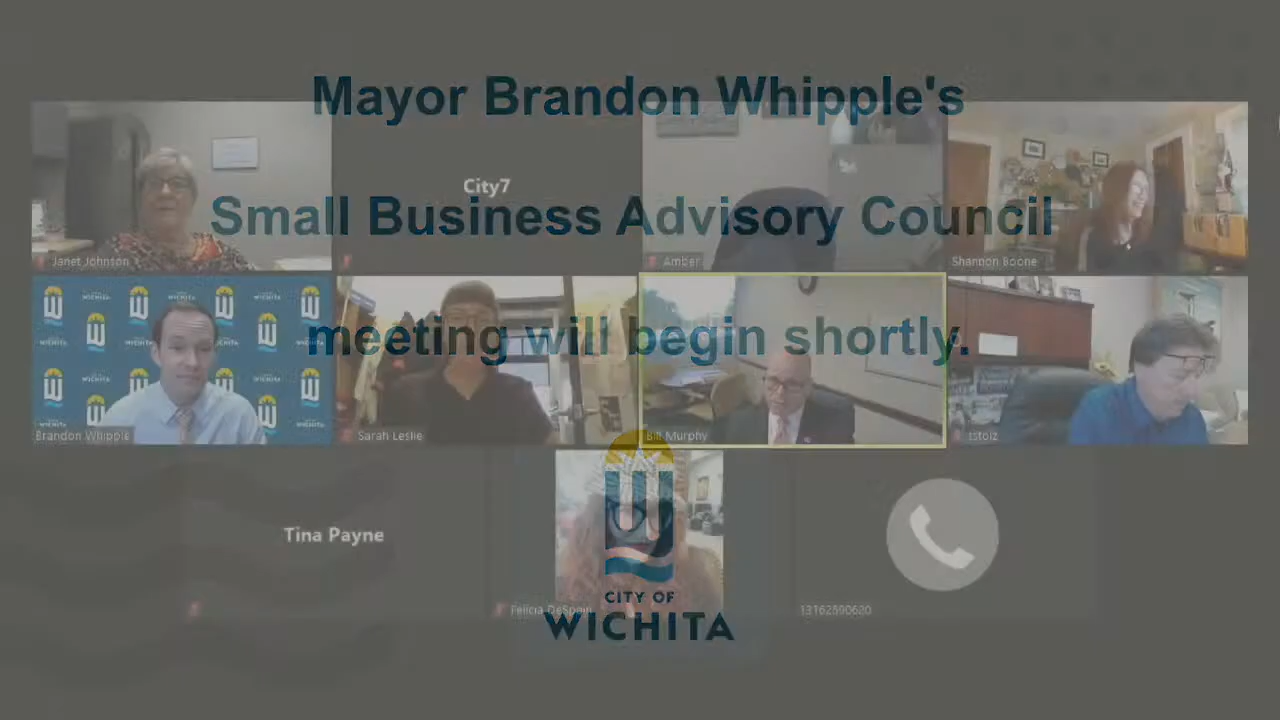 Mayor Brandon Whipple's
City7
Small Business Advisory Council
Janet Johnson
Amber
Shannon Boone
meeting will begin shortly.
Brandon Whipple
Sarah Leslie
Bill Murphy
tstolz
Tina Payne
Felicia DeSpain
13162590620
CITY OF
WICHITA